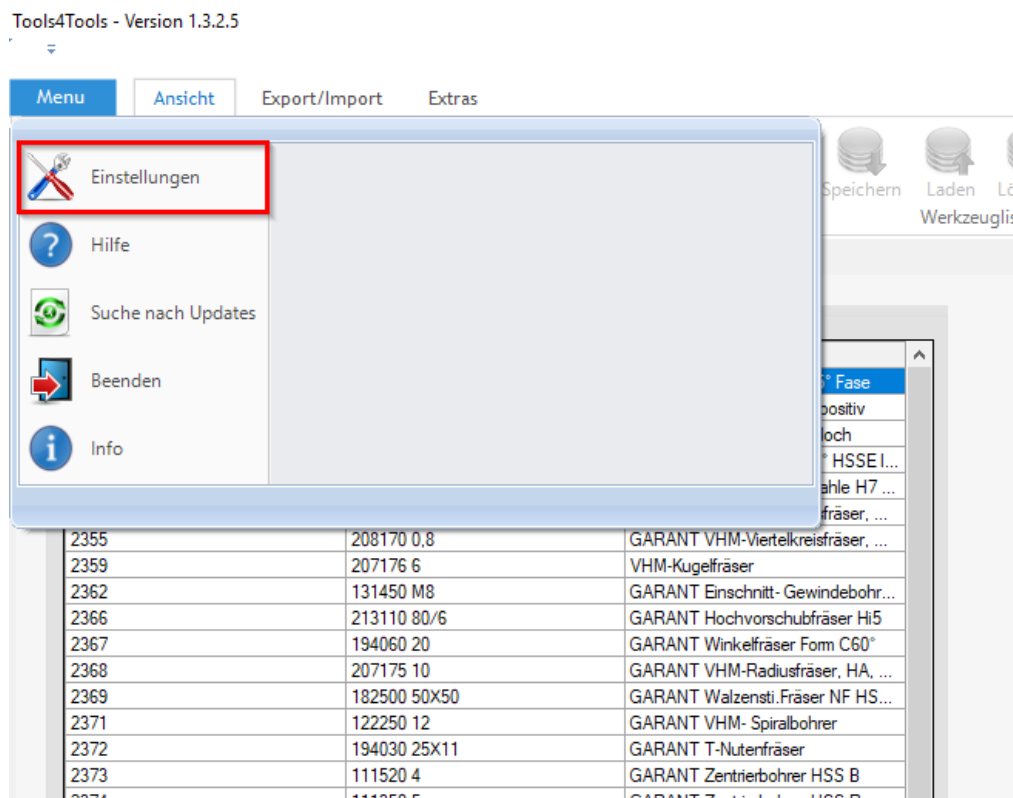 Tools4Tools - Version 1.3.2.5
Menu Ansicht Export/Import Extras
Einstellungen
Speichern Laden
Hilfe
Suche nach Updates
Beenden
Info
Fase
positiv
° HSSE I...
H7 ...
2355 208170 0,8 GARANT VHM-Viertelkreisfräser, ...
2359 207176 6 VHM-Kugelfräser
2362 131450 M8 GARANT Einschnitt- Gewindebohr...
2366 213110 80/6 GARANT Hochvorschubfräser Hi5
2367 194060 20 GARANT Winkelfräser Form C60°
2368 207175 10 GARANT VHM-Radiusfräser, HA, ...
2369 182500 50X50 GARANT Walzensti.Fräser NF HS...
2371 122250 12 GARANT VHM- Spiralbohrer
2372 194030 25X11 GARANT T-Nutenfräser
2373 111520 4 GARANT Zentrierbohrer HSS B